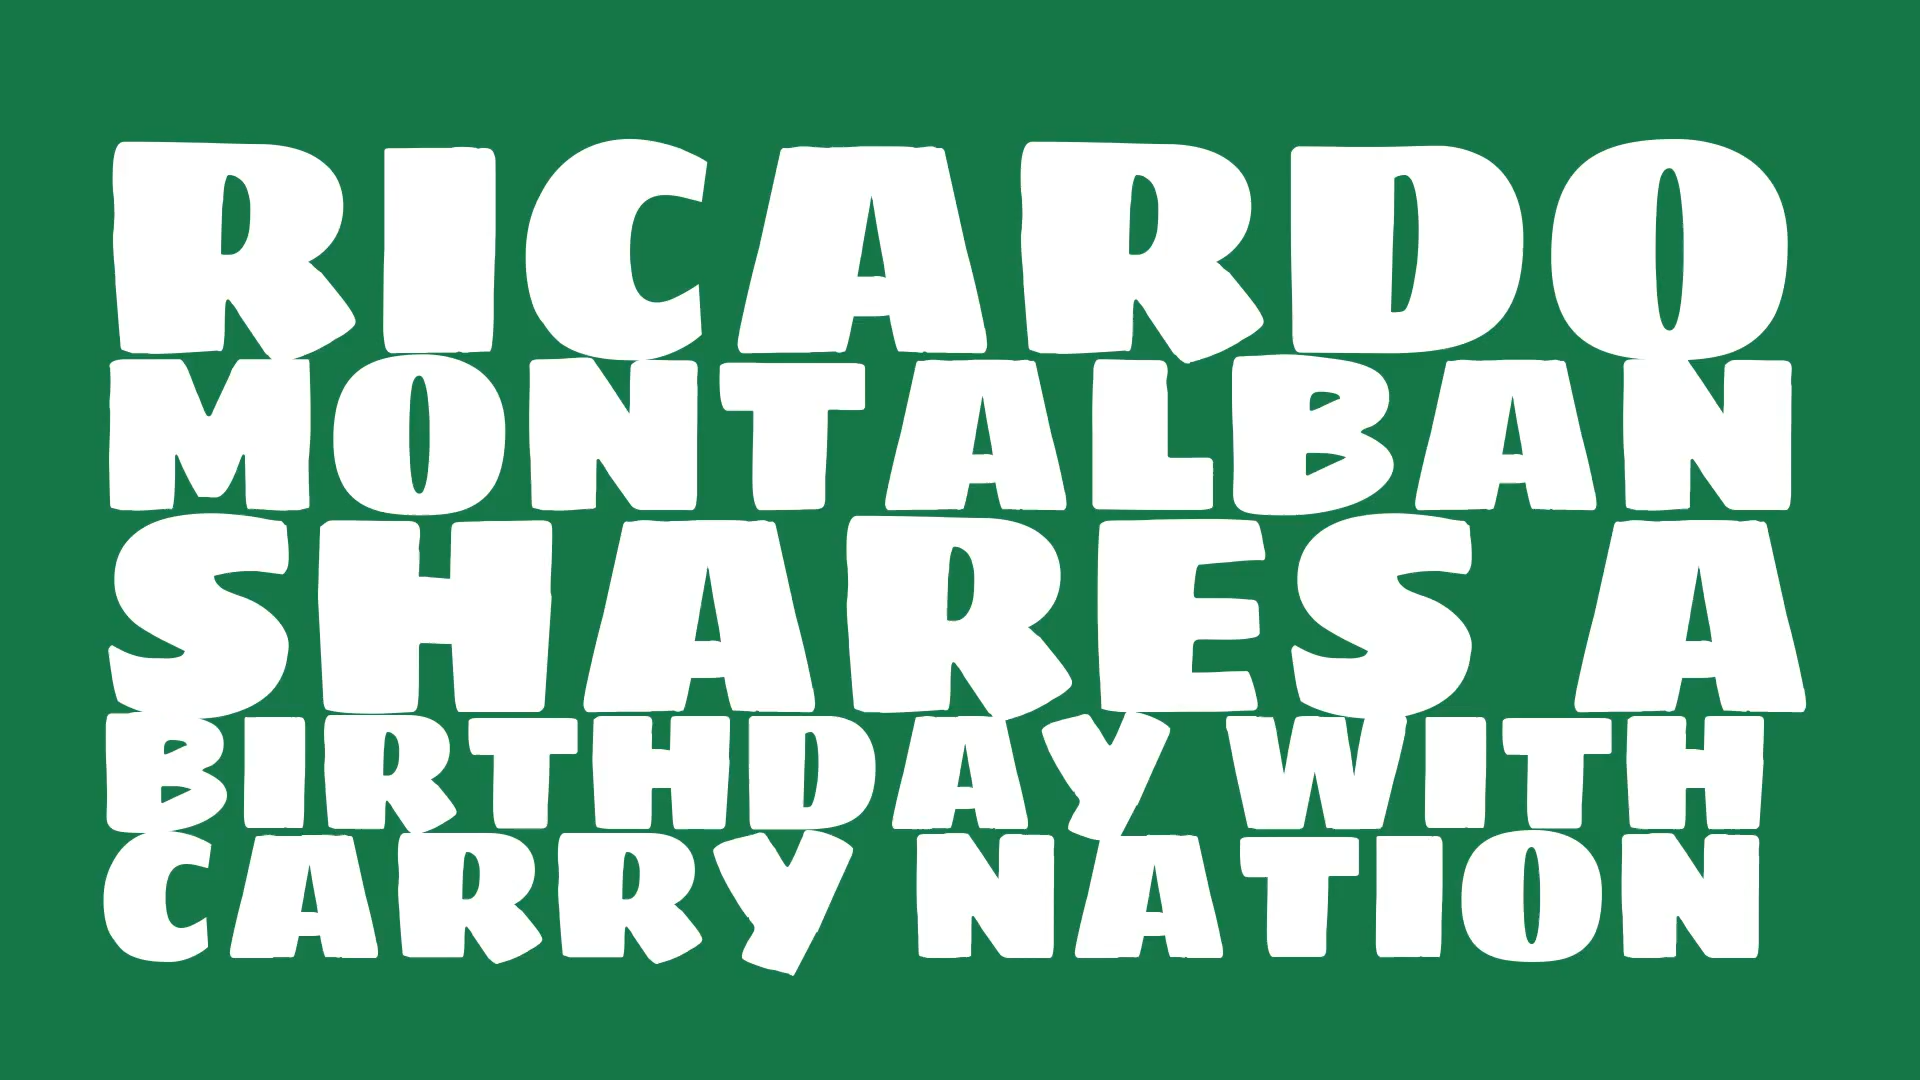 RICARDO
MONTALBAN
SHARES A
BIRTHDAY WITH
CARRY NATION